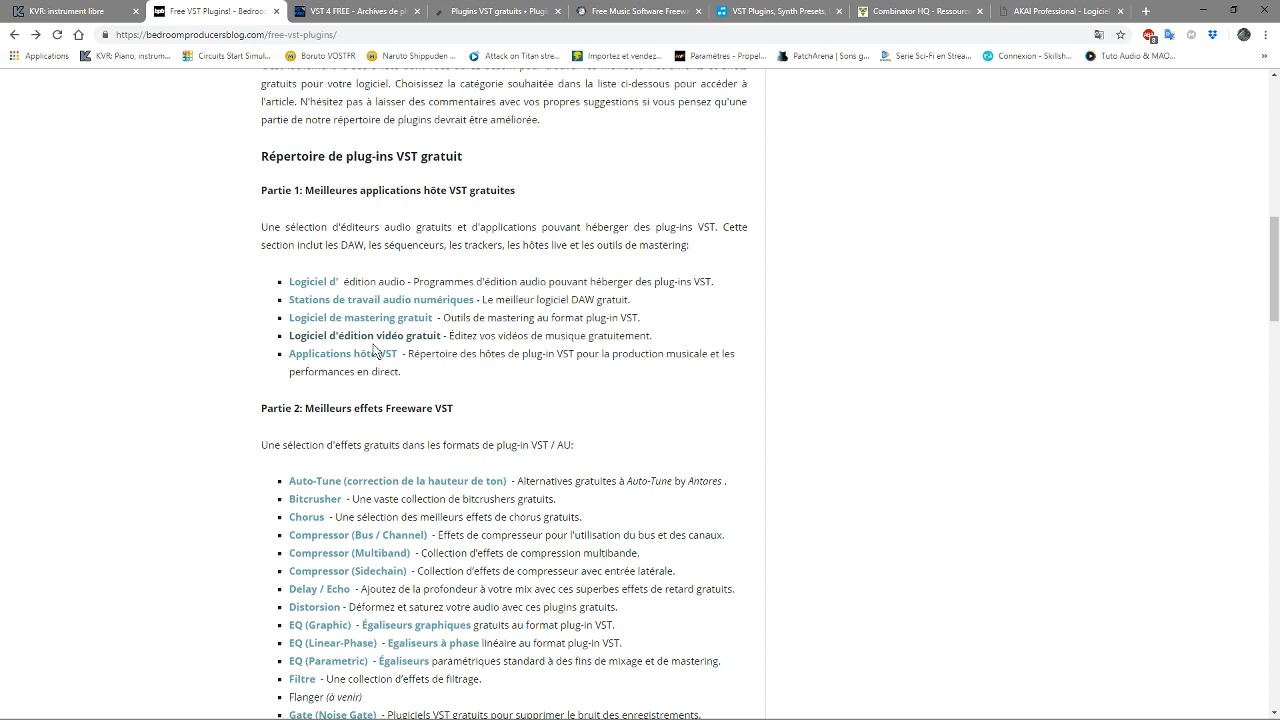 KVR: instrument libre
Free VST Plugins! - Bedroom
VST 4 FREE - Archives de pl
Plugins VST gratuits • Plug
Free Music Software Freew
VST Plugins, Synth Presets,
Combinator HQ - Ressourc
AKAI Professional - Logiciel
https://bedroomproducersblog.com/free-vst-plugins/
Applications
KVR: Piano, instrum...
Circuits Start Simul...
Boruto VOSTFR
Naruto Shippuden ...
Attack on Titan stre...
Importez et vendez...
Paramètres - Propel...
PatchArena | Sons g...
Serie SciFi en Strea...
Connexion - Skillsh...
Tuto Audio & MAO...
gratuits pour votre logiciel. Choisissez la catégorie souhaitée dans la liste ci-dessous pour accéder à
l'article. N'hésitez pas à laisser des commentaires avec vos propres suggestions si vous pensez qu'une
partie de notre répertoire de plugins devrait être améliorée.
Répertoire de plug-ins VST gratuit
Partie 1: Meilleures applications hôte VST gratuites
Une sélection d'éditeurs audio gratuits et d'applications pouvant héberger des plug-ins VST. Cette
section inclut les DAW, les séquenceurs, les trackers, les hôtes live et les outils de mastering:
Logiciel d' édition audio - Programmes d'édition audio pouvant héberger des plug-ins VST.
Stations de travail audio numériques - Le meilleur logiciel DAW gratuit.
Logiciel de mastering gratuit - Outils de mastering au format plug-in VST.
Logiciel d'édition vidéo gratuit - Éditez vos vidéos de musique gratuitement.
Applications hôte VST - Répertoire des hôtes de plug-in VST pour la production musicale et les
performances en direct.
Partie 2: Meilleurs effets Freeware VST
Une sélection d'effets gratuits dans les formats de plug-in VST / AU:
Auto-Tune (correction de la hauteur de ton) - Alternatives gratuites à Auto-Tune by Antares .
Bitcrusher - Une vaste collection de bitcrushers gratuits.
Chorus - Une sélection des meilleurs effets de chorus gratuits.
Compressor (Bus / Channel) - Effets de compresseur pour l'utilisation du bus et des canaux.
Compressor (Multiband) - Collection d'effets de compression multibande.
Compressor (Sidechain) - Collection d'effets de compresseur avec entrée latérale.
Delay / Echo - Ajoutez de la profondeur à votre mix avec ces superbes effets de retard gratuits.
Distorsion - Déformez et saturez votre audio avec ces plugins gratuits.
EQ (Graphic) - Égaliseurs graphiques gratuits au format plug-in VST.
EQ (Linear-Phase) - Egaliseurs à phase linéaire au format plug-in VST.
EQ (Parametric) - Égaliseurs paramétriques standard à des fins de mixage et de mastering.
Filtre - Une collection d'effets de filtrage.
Flanger (à venir)
Gate (Noise Gate) - Plugiciels VST gratuits pour supprimer le bruit des enregistrements.